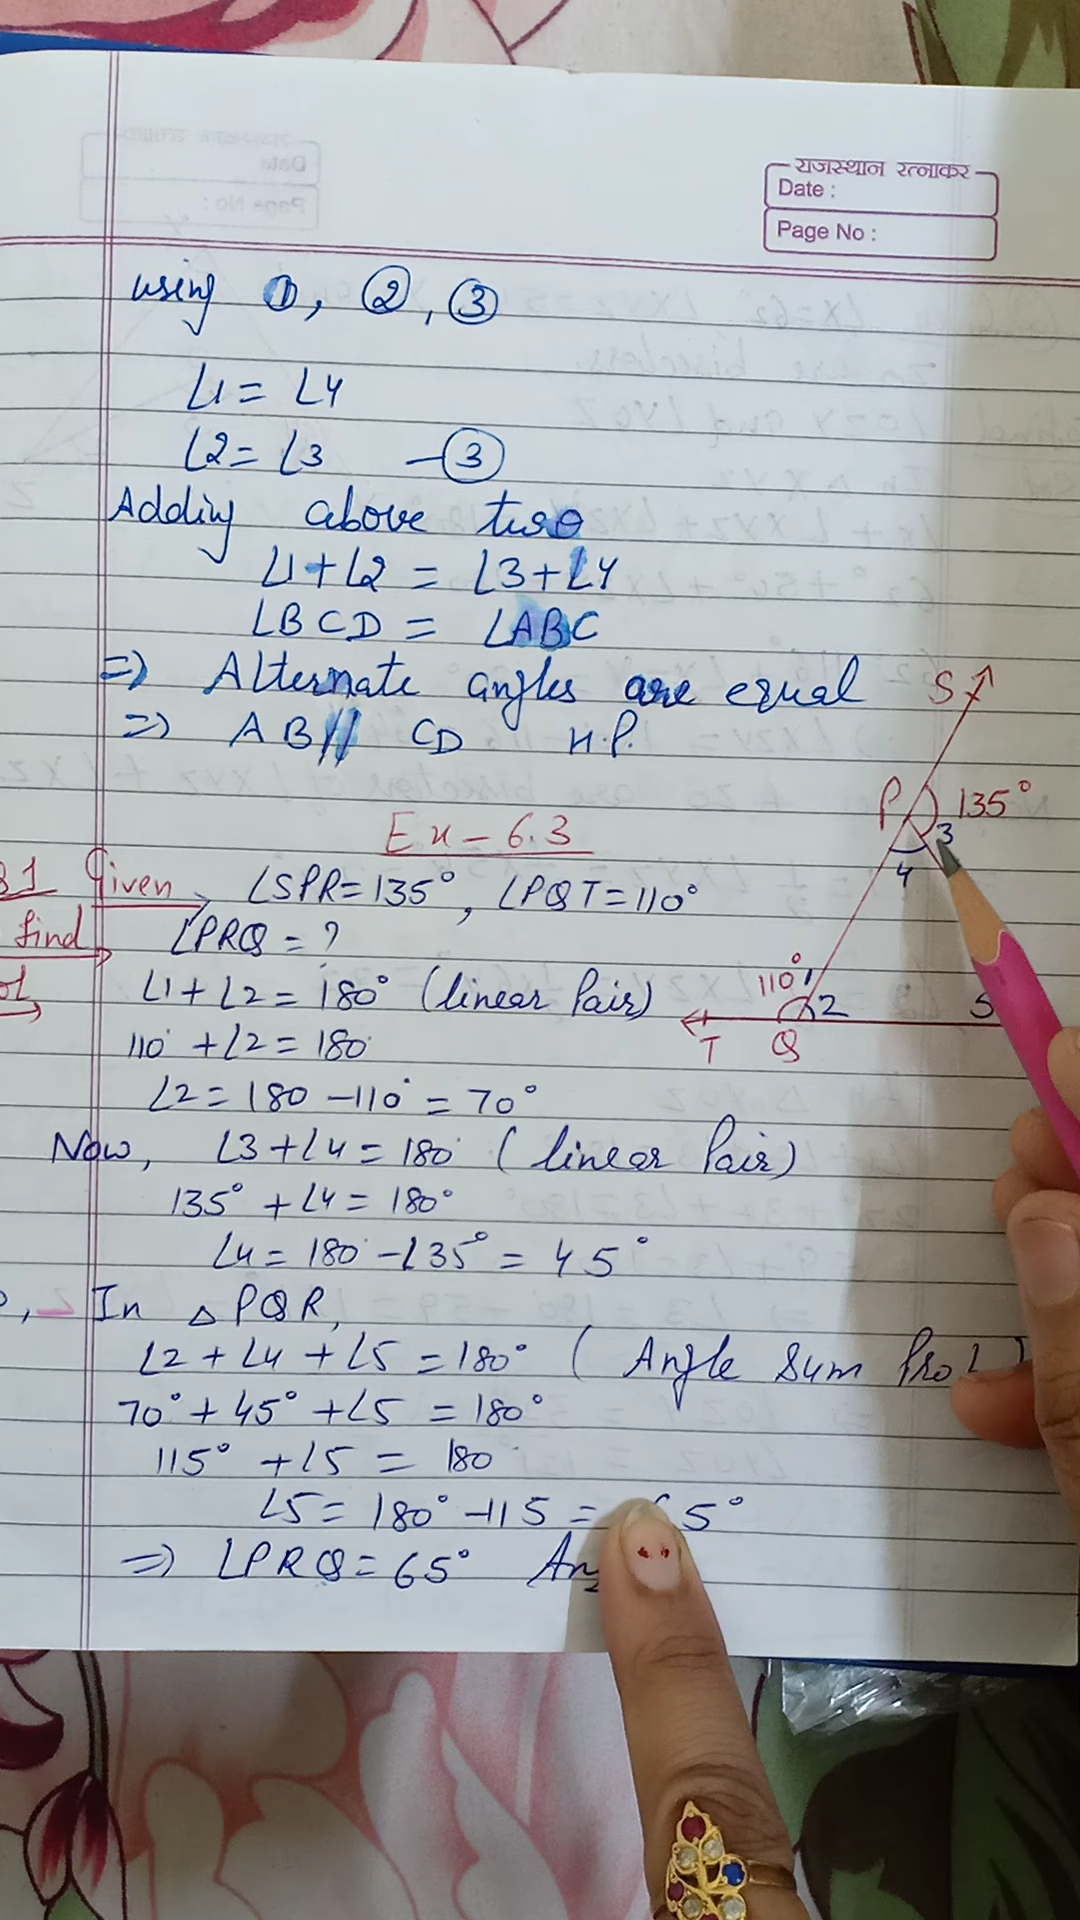 राजस्थान रत्नाकर
Date :
Page No :
using ①, ②, ③
∠1 = ∠4
∠2 = ∠3 —③
Adding above two
∠1 + ∠2 = ∠3 + ∠4
∠BCD = ∠ABC
=> Alternate angles are equal
=> AB // CD H.P.
S
P 135°
3
4
110° 1
2 5
T Q
Ex - 6.3
Given ∠SPR = 135°, ∠PQT = 110°
find ∠PRQ = ?
∠1 + ∠2 = 180° (linear Pair)
110° + ∠2 = 180
∠2 = 180 - 110° = 70°
Now, ∠3 + ∠4 = 180 (linear Pair)
135° + ∠4 = 180°
∠4 = 180 - 135° = 45°
In △ PQR,
∠2 + ∠4 + ∠5 = 180° (Angle Sum
70° + 45° + ∠5 = 180°
115° + ∠5 = 180
∠5 = 180° - 115 = 65°
=> ∠PRQ = 65°